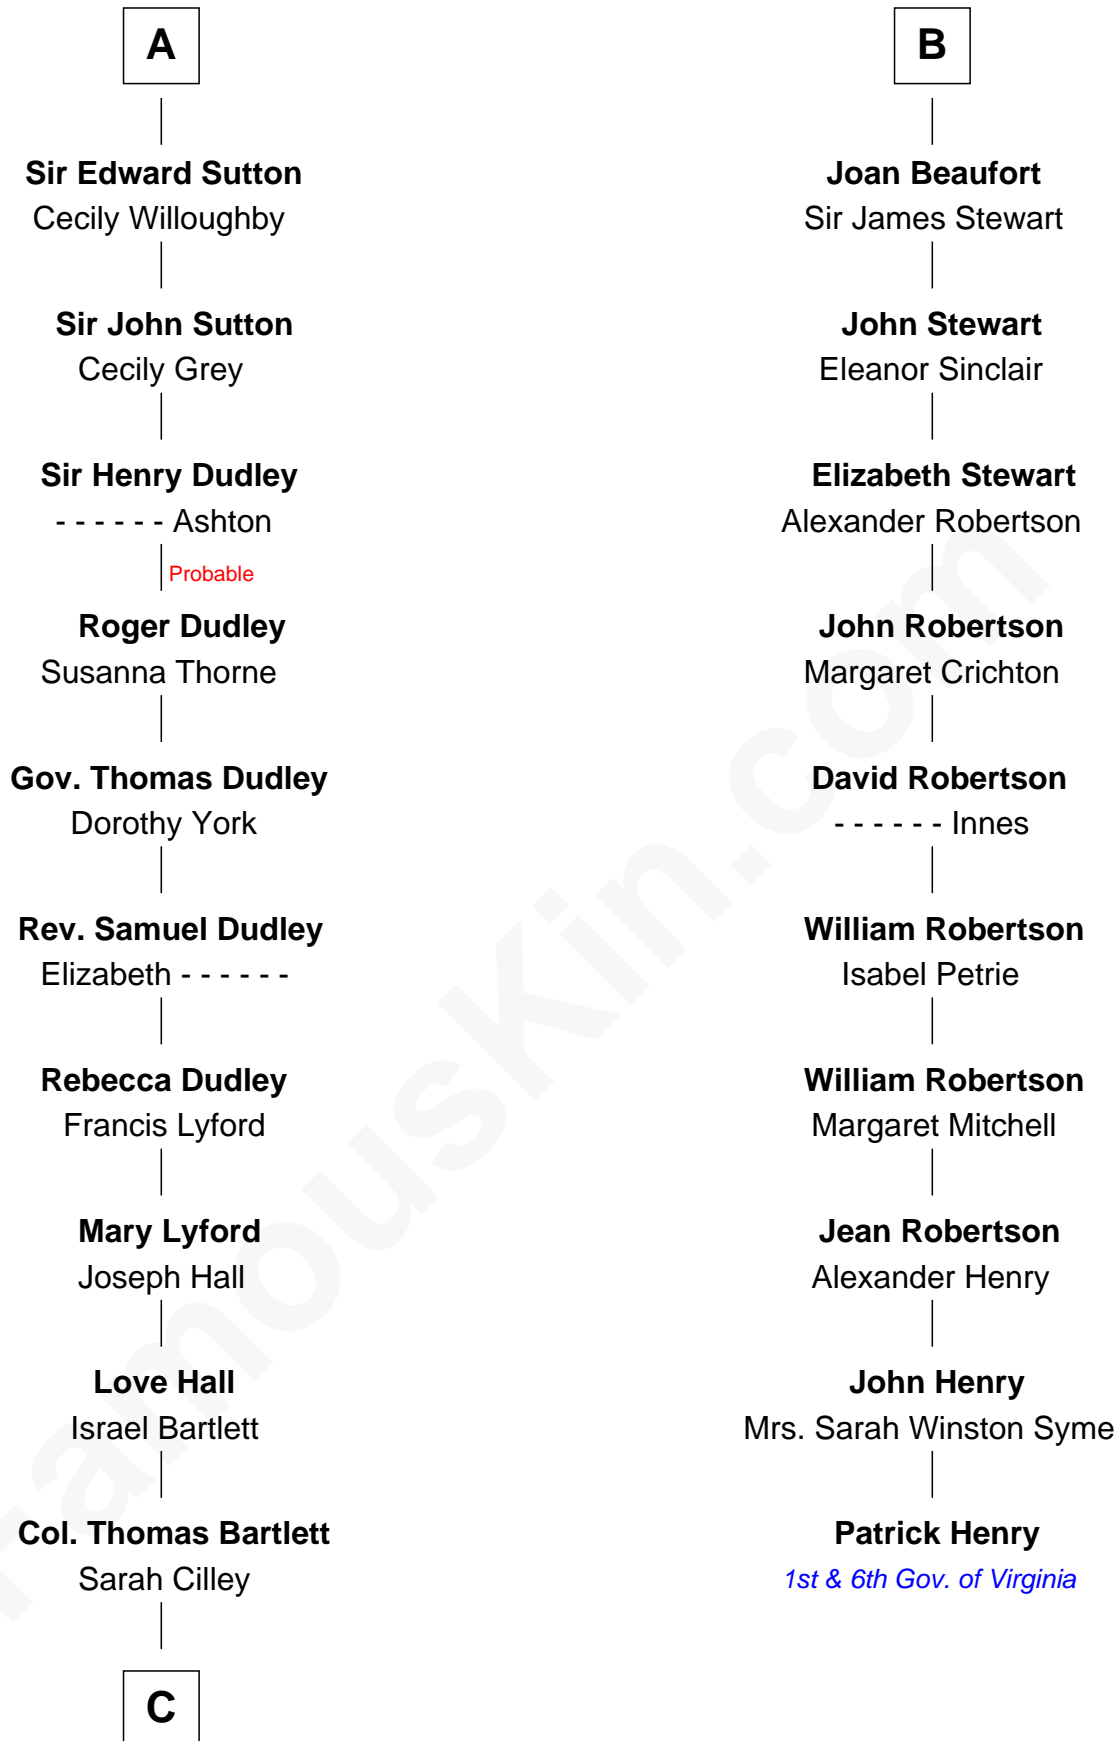 A
Sir Edward Sutton
Cecily Willoughby
Sir John Sutton
Cecily Grey
Sir Henry Dudley
- - - - - - Ashton
Probable
Roger Dudley
Susanna Thorne
Gov. Thomas Dudley
Dorothy York
Rev. Samuel Dudley
Elizabeth - - - - - -
Rebecca Dudley
Francis Lyford
Mary Lyford
Joseph Hall
Love Hall
Israel Bartlett
Col. Thomas Bartlett
Sarah Cilley
C
B
Joan Beaufort
Sir James Stewart
John Stewart
Eleanor Sinclair
Elizabeth Stewart
Alexander Robertson
John Robertson
Margaret Crichton
David Robertson
- - - - - - Innes
William Robertson
Isabel Petrie
William Robertson
Margaret Mitchell
Jean Robertson
Alexander Henry
John Henry
Mrs. Sarah Winston Syme
Patrick Henry
1st & 6th Gov. of Virginia
FamousKin.com